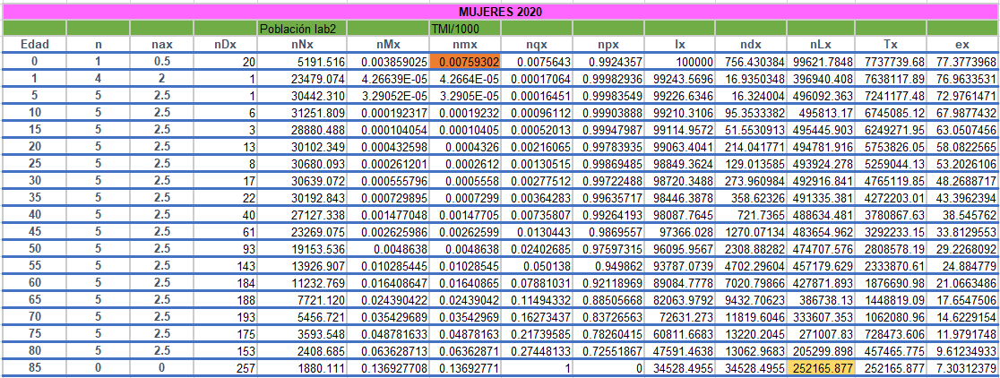 MUJERES 2020
Población lab2 TMI/1000
Edad n nax nDx nNx nMx nmx nqx npx lx ndx nLx Tx ex
0 1 0.5 20 5191.516 0.003859025 0.00759302 0.0075643 0.9924357 100000 756.430384 99621.7848 7737739.68 77.3773968
1 4 2 1 23479.074 4.26639E-05 4.2664E-05 0.00017064 0.99982936 99243.5696 16.9350348 396940.408 7638117.89 76.9633531
5 5 2.5 1 30442.310 3.29052E-05 3.2905E-05 0.00016451 0.99983549 99226.6346 16.324004 496092.363 7241177.48 72.9761471
10 5 2.5 6 31251.809 0.000192317 0.00019232 0.00096112 0.99903888 99210.3106 95.3533382 495813.17 6745085.12 67.9877432
15 5 2.5 3 28880.488 0.000104054 0.00010405 0.00052013 0.99947987 99114.9572 51.5530913 495445.903 6249271.95 63.0507456
20 5 2.5 13 30102.349 0.000432598 0.0004326 0.00216065 0.99783935 99063.4041 214.041771 494781.916 5753826.05 58.0822565
25 5 2.5 8 30680.093 0.000261201 0.0002612 0.00130515 0.99869485 98849.3624 129.013585 493924.278 5259044.13 53.2026106
30 5 2.5 17 30639.072 0.000555796 0.0005558 0.00277512 0.99722488 98720.3488 273.960984 492916.841 4765119.85 48.2688717
35 5 2.5 22 30192.843 0.000729895 0.0007299 0.00364283 0.99635717 98446.3878 358.62326 491335.381 4272203.01 43.3962394
40 5 2.5 40 27127.338 0.001477048 0.00147705 0.00735807 0.99264193 98087.7645 721.7365 488634.481 3780867.63 38.545762
45 5 2.5 61 23269.075 0.002625986 0.00262599 0.0130443 0.9869557 97366.028 1270.07134 483654.962 3292233.15 33.8129553
50 5 2.5 93 19153.536 0.0048638 0.0048638 0.02402685 0.97597315 96095.9567 2308.88282 474707.576 2808578.19 29.2268092
55 5 2.5 143 13926.907 0.010285445 0.01028545 0.050138 0.949862 93787.0739 4702.29604 457179.629 2333870.61 24.884779
60 5 2.5 184 11232.769 0.016408647 0.01640865 0.07881031 0.92118969 89084.7778 7020.79866 427871.893 1876690.98 21.0663486
65 5 2.5 188 7721.120 0.024390422 0.02439042 0.11494332 0.88505668 82063.9792 9432.70623 386738.13 1448819.09 17.6547506
70 5 2.5 193 5456.721 0.035429689 0.03542969 0.16273437 0.83726563 72631.273 11819.6046 333607.353 1062080.96 14.6229154
75 5 2.5 175 3593.548 0.048781633 0.04878163 0.21739585 0.78260415 60811.6683 13220.2045 271007.83 728473.606 11.9791748
80 5 2.5 153 2408.685 0.063628713 0.06362871 0.27448133 0.72551867 47591.4638 13062.9683 205299.898 457465.775 9.61234933
85 0 0 257 1880.111 0.136927708 0.13692771 1 0 34528.4955 34528.4955 252165.877 252165.877 7.30312379